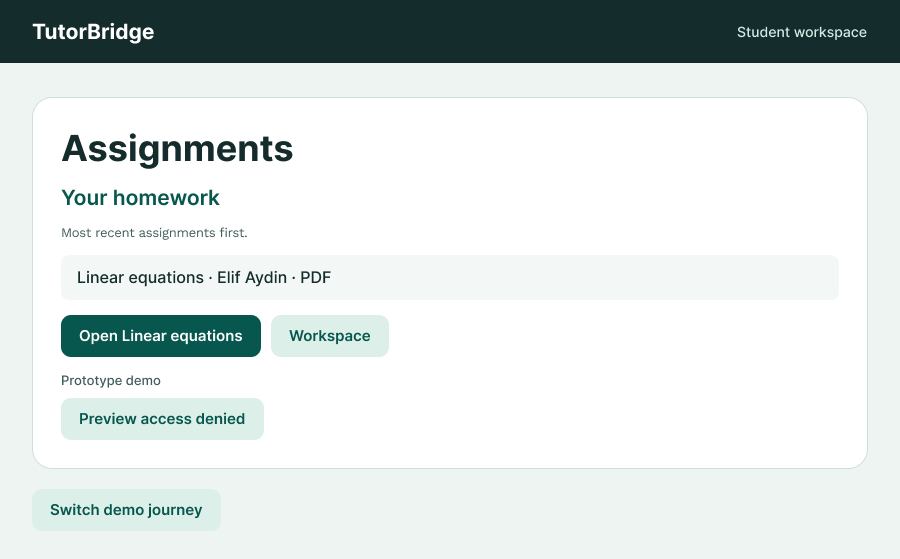 TutorBridge
Student workspace
Assignments
Your homework
Most recent assignments first.
Linear equations · Elif Aydin · PDF
Open Linear equations
Workspace
Prototype demo
Preview access denied
Switch demo journey